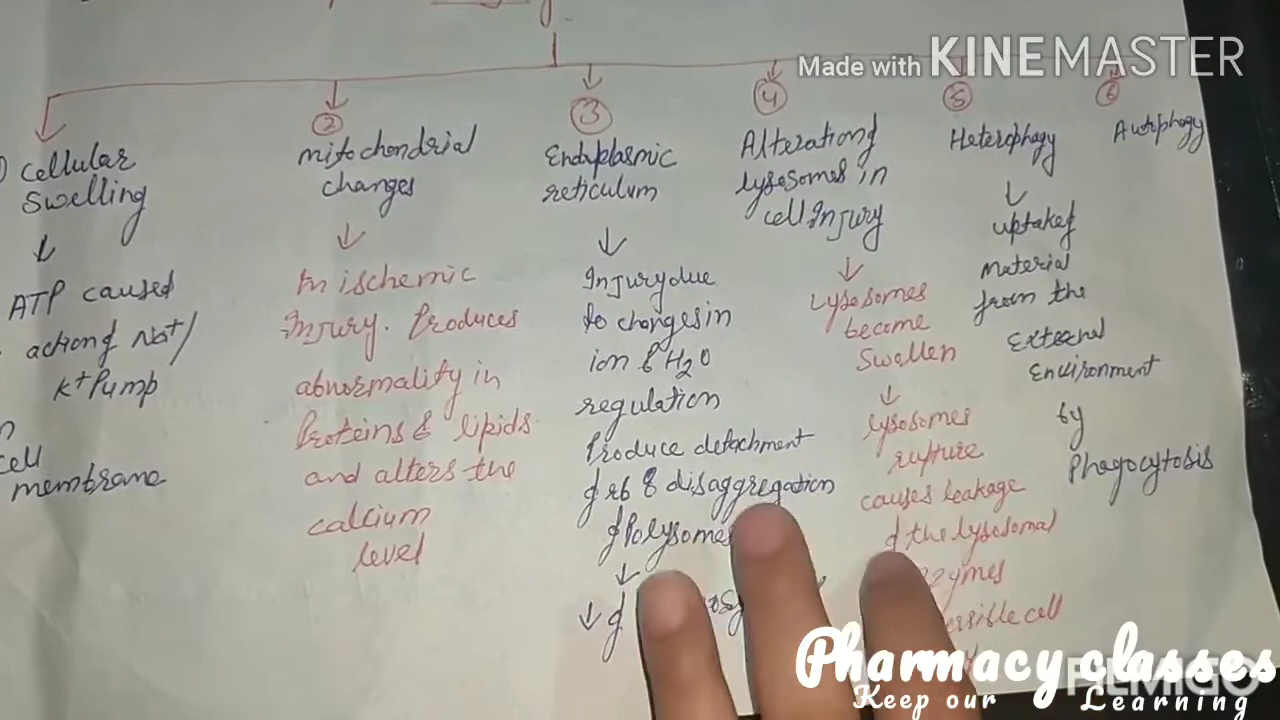 Made with KINEMASTER
② ③ ④ ⑤ ⑥
Cellular
Swelling
↓
ATP caused
action of Na+/
K+ Pump
cell
membrane
mitochondrial
changes
↓
In ischemic
Injury. Produces
abnormality in
Proteins & lipids
and alters the
calcium
level
Endoplasmic
reticulum
↓
Injury due
to changes in
ion & H2O
regulation
Produce detachment
of rb & disaggregation
of Polysomes
↓
↓ of
Alteration of
lysosomes in
cell Injury
↓
Lysosomes
become
Swollen
↓
lysosomes
rupture
causes leakage
of the lysosomal
cell
Heterophagy
↓
uptake of
Material
from the
External
Environment
by
Phagocytosis
Autophagy
Pharmacy classes
Keep our Learning